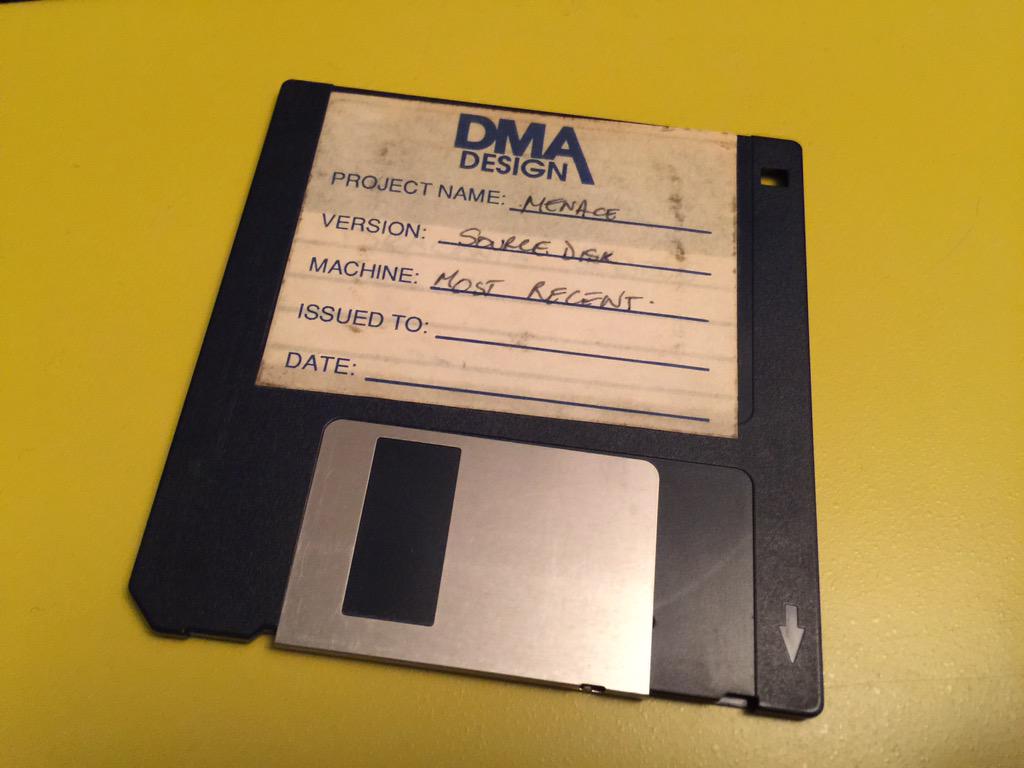 DMA
DESIGN
PROJECT NAME: MENACE
VERSION: SOURCE DISK
MACHINE: MOST RECENT.
ISSUED TO:
DATE: